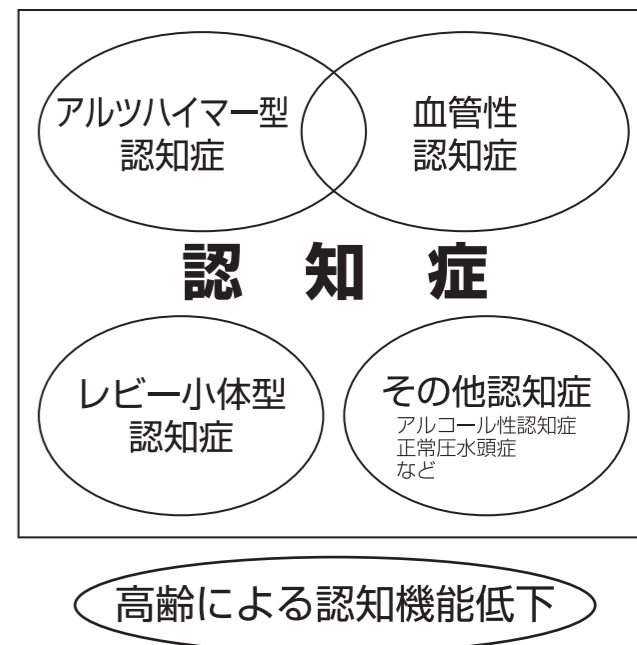 アルツハイマー型
認知症
血管性
認知症
認 知 症
レビー小体型
認知症
その他認知症
アルコール性認知症
正常圧水頭症
など
高齢による認知機能低下